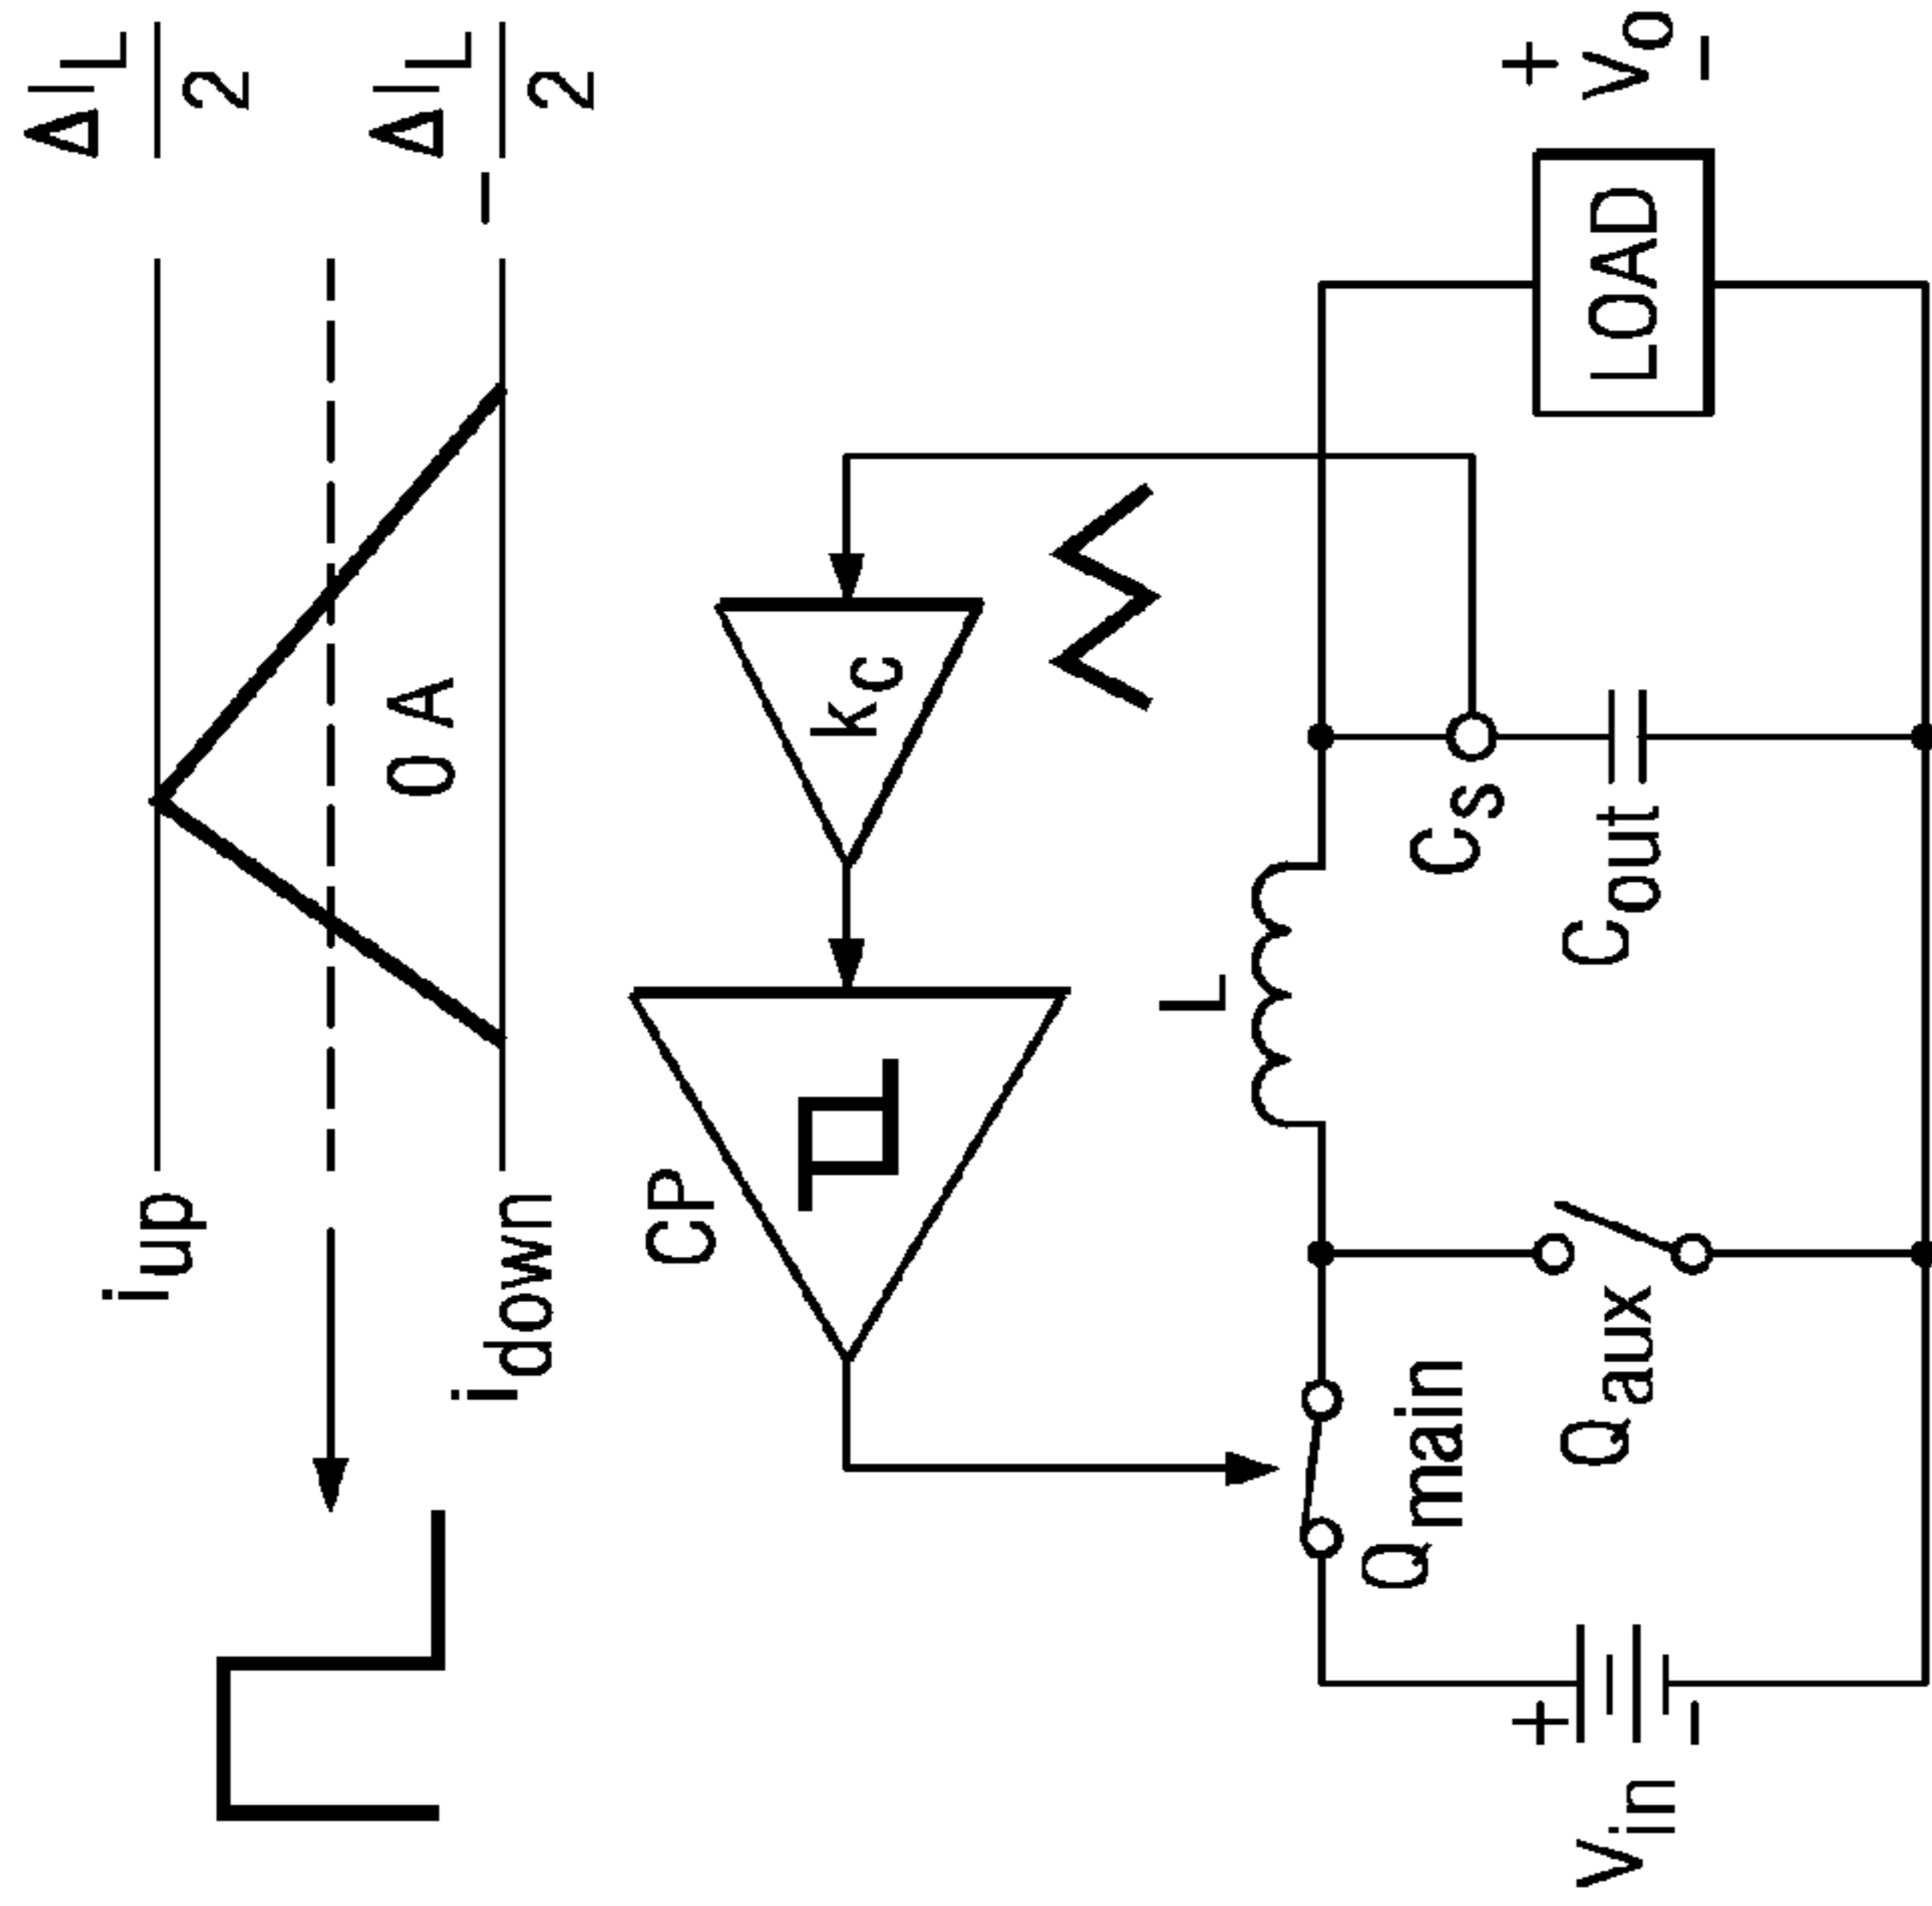 i_up
ΔI_L
2
0 A
i_down
ΔI_L
− 2
CP
k_c
L
Q_main
C_s
V_in
+
−
Q_aux
C_out
LOAD
+
V_o
−